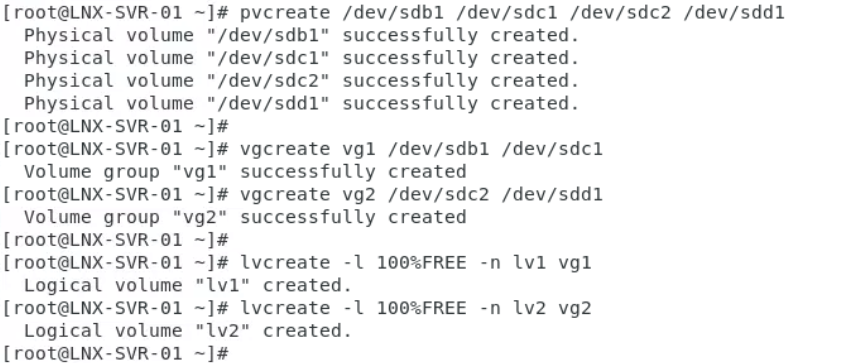 [root@LNX-SVR-01 ~]# pvcreate /dev/sdb1 /dev/sdc1 /dev/sdc2 /dev/sdd1
  Physical volume "/dev/sdb1" successfully created.
  Physical volume "/dev/sdc1" successfully created.
  Physical volume "/dev/sdc2" successfully created.
  Physical volume "/dev/sdd1" successfully created.
[root@LNX-SVR-01 ~]#
[root@LNX-SVR-01 ~]# vgcreate vg1 /dev/sdb1 /dev/sdc1
  Volume group "vg1" successfully created
[root@LNX-SVR-01 ~]# vgcreate vg2 /dev/sdc2 /dev/sdd1
  Volume group "vg2" successfully created
[root@LNX-SVR-01 ~]#
[root@LNX-SVR-01 ~]# lvcreate -l 100%FREE -n lv1 vg1
  Logical volume "lv1" created.
[root@LNX-SVR-01 ~]# lvcreate -l 100%FREE -n lv2 vg2
  Logical volume "lv2" created.
[root@LNX-SVR-01 ~]#